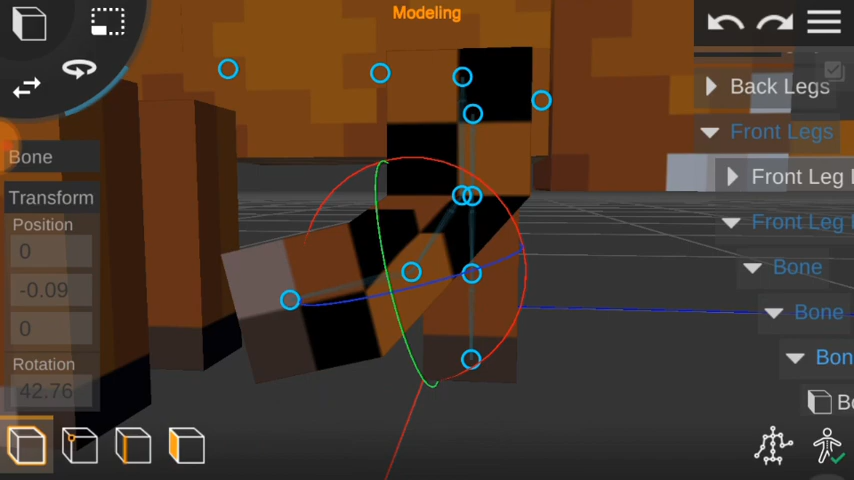 Modeling
Back Legs
Bone
Front Legs
Front Leg
Transform
Position
Front Leg
0
Bone
-0.09
Bone
0
Bon
Rotation
42.76